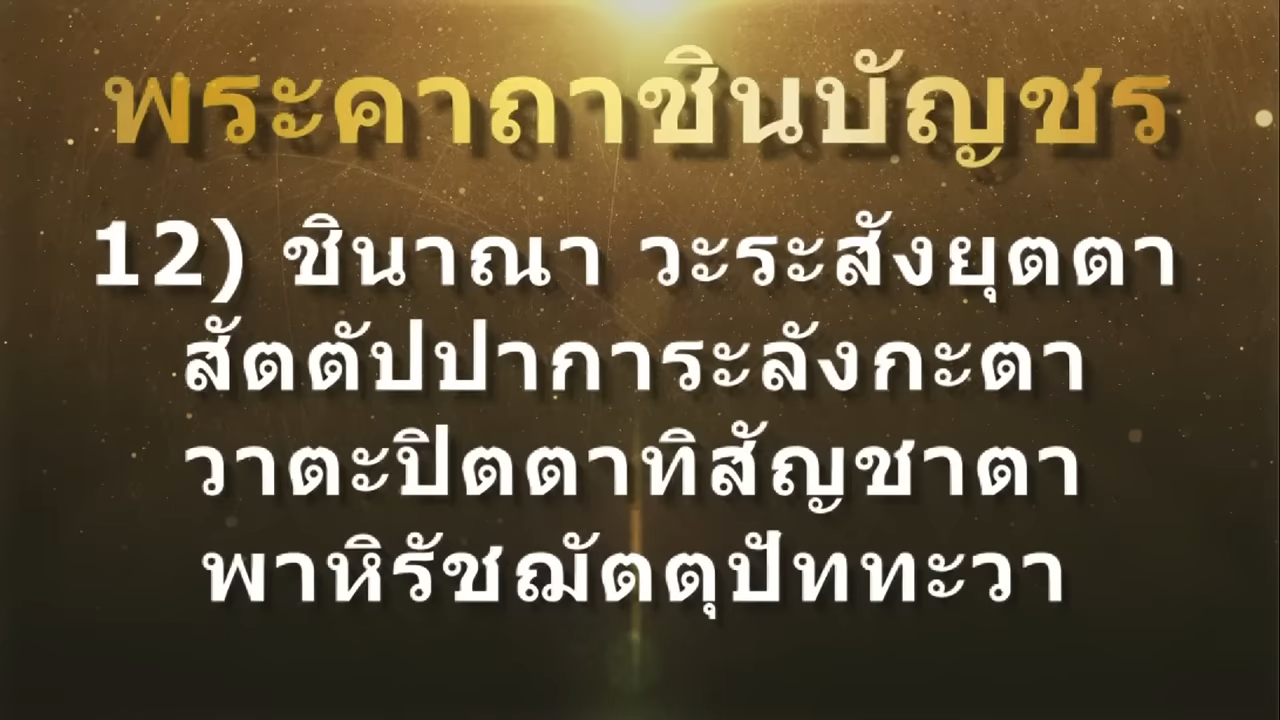 พระคาถาชินบัญชร
12) ชินาณา วะระสังยุตตา
สัตตัปปาการะลังกะตา
วาตะปิตตาทิสัญชาตา
พาหิรัชฌัตตุปัททะวา